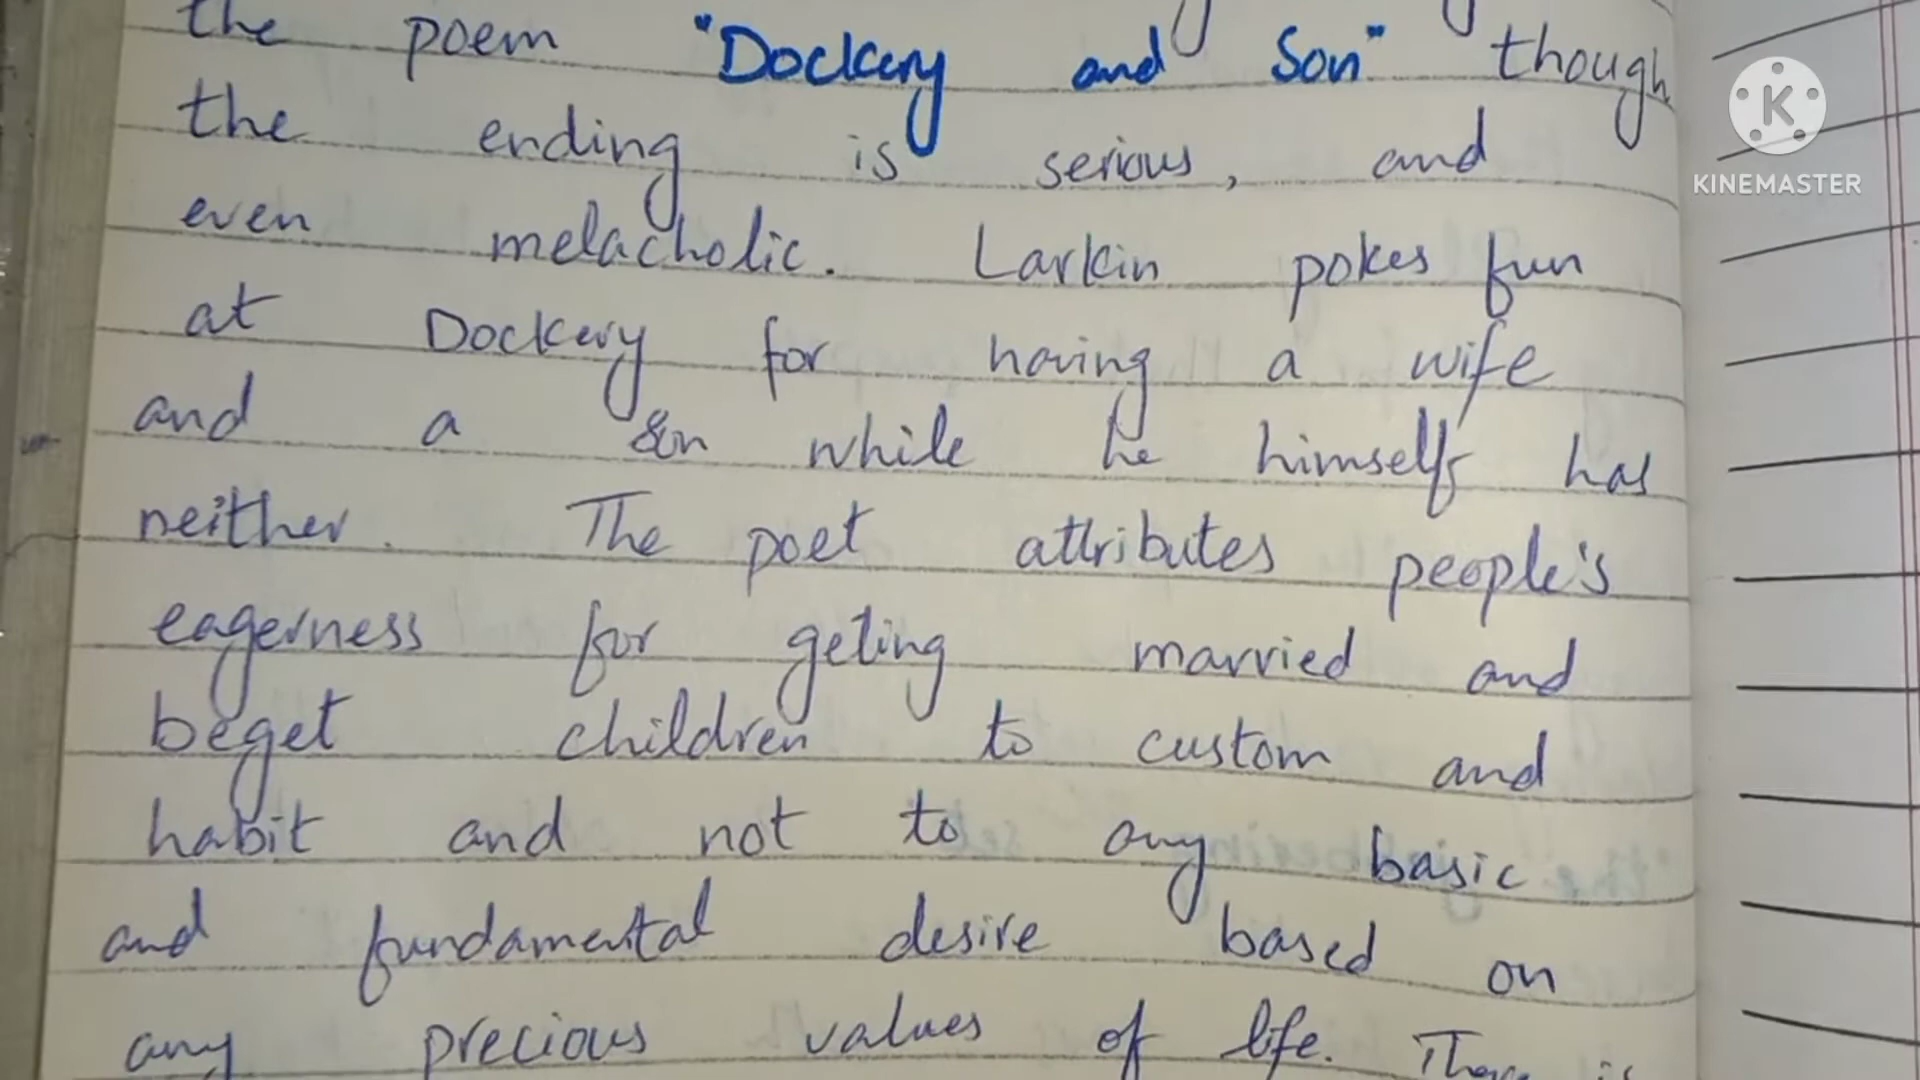 the poem "Dockery and Son" though
the ending is serious, and
even melacholic. Larkin pokes fun
at Dockery for having a wife
and a son while he himself has
neither. The poet attributes people's
eagerness for geting married and
beget children to custom and
habit and not to any basic
and fundamental desire based on
any precious values of life. There is
KINEMASTER